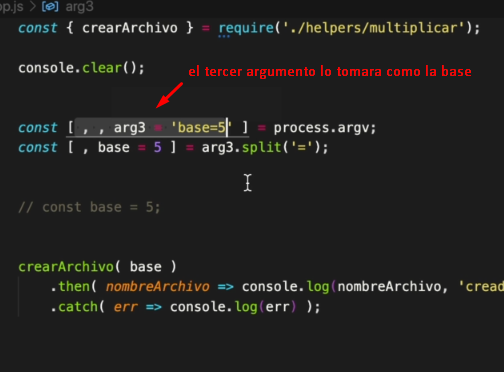 pp.js > arg3
const { crearArchivo } = require('./helpers/multiplicar');
console.clear();
el tercer argumento lo tomara como la base
const [ , , arg3 = 'base=5' ] = process.argv;
const [ , base = 5 ] = arg3.split('=');
// const base = 5;
crearArchivo( base )
.then( nombreArchivo => console.log(nombreArchivo, 'cread
.catch( err => console.log(err) );